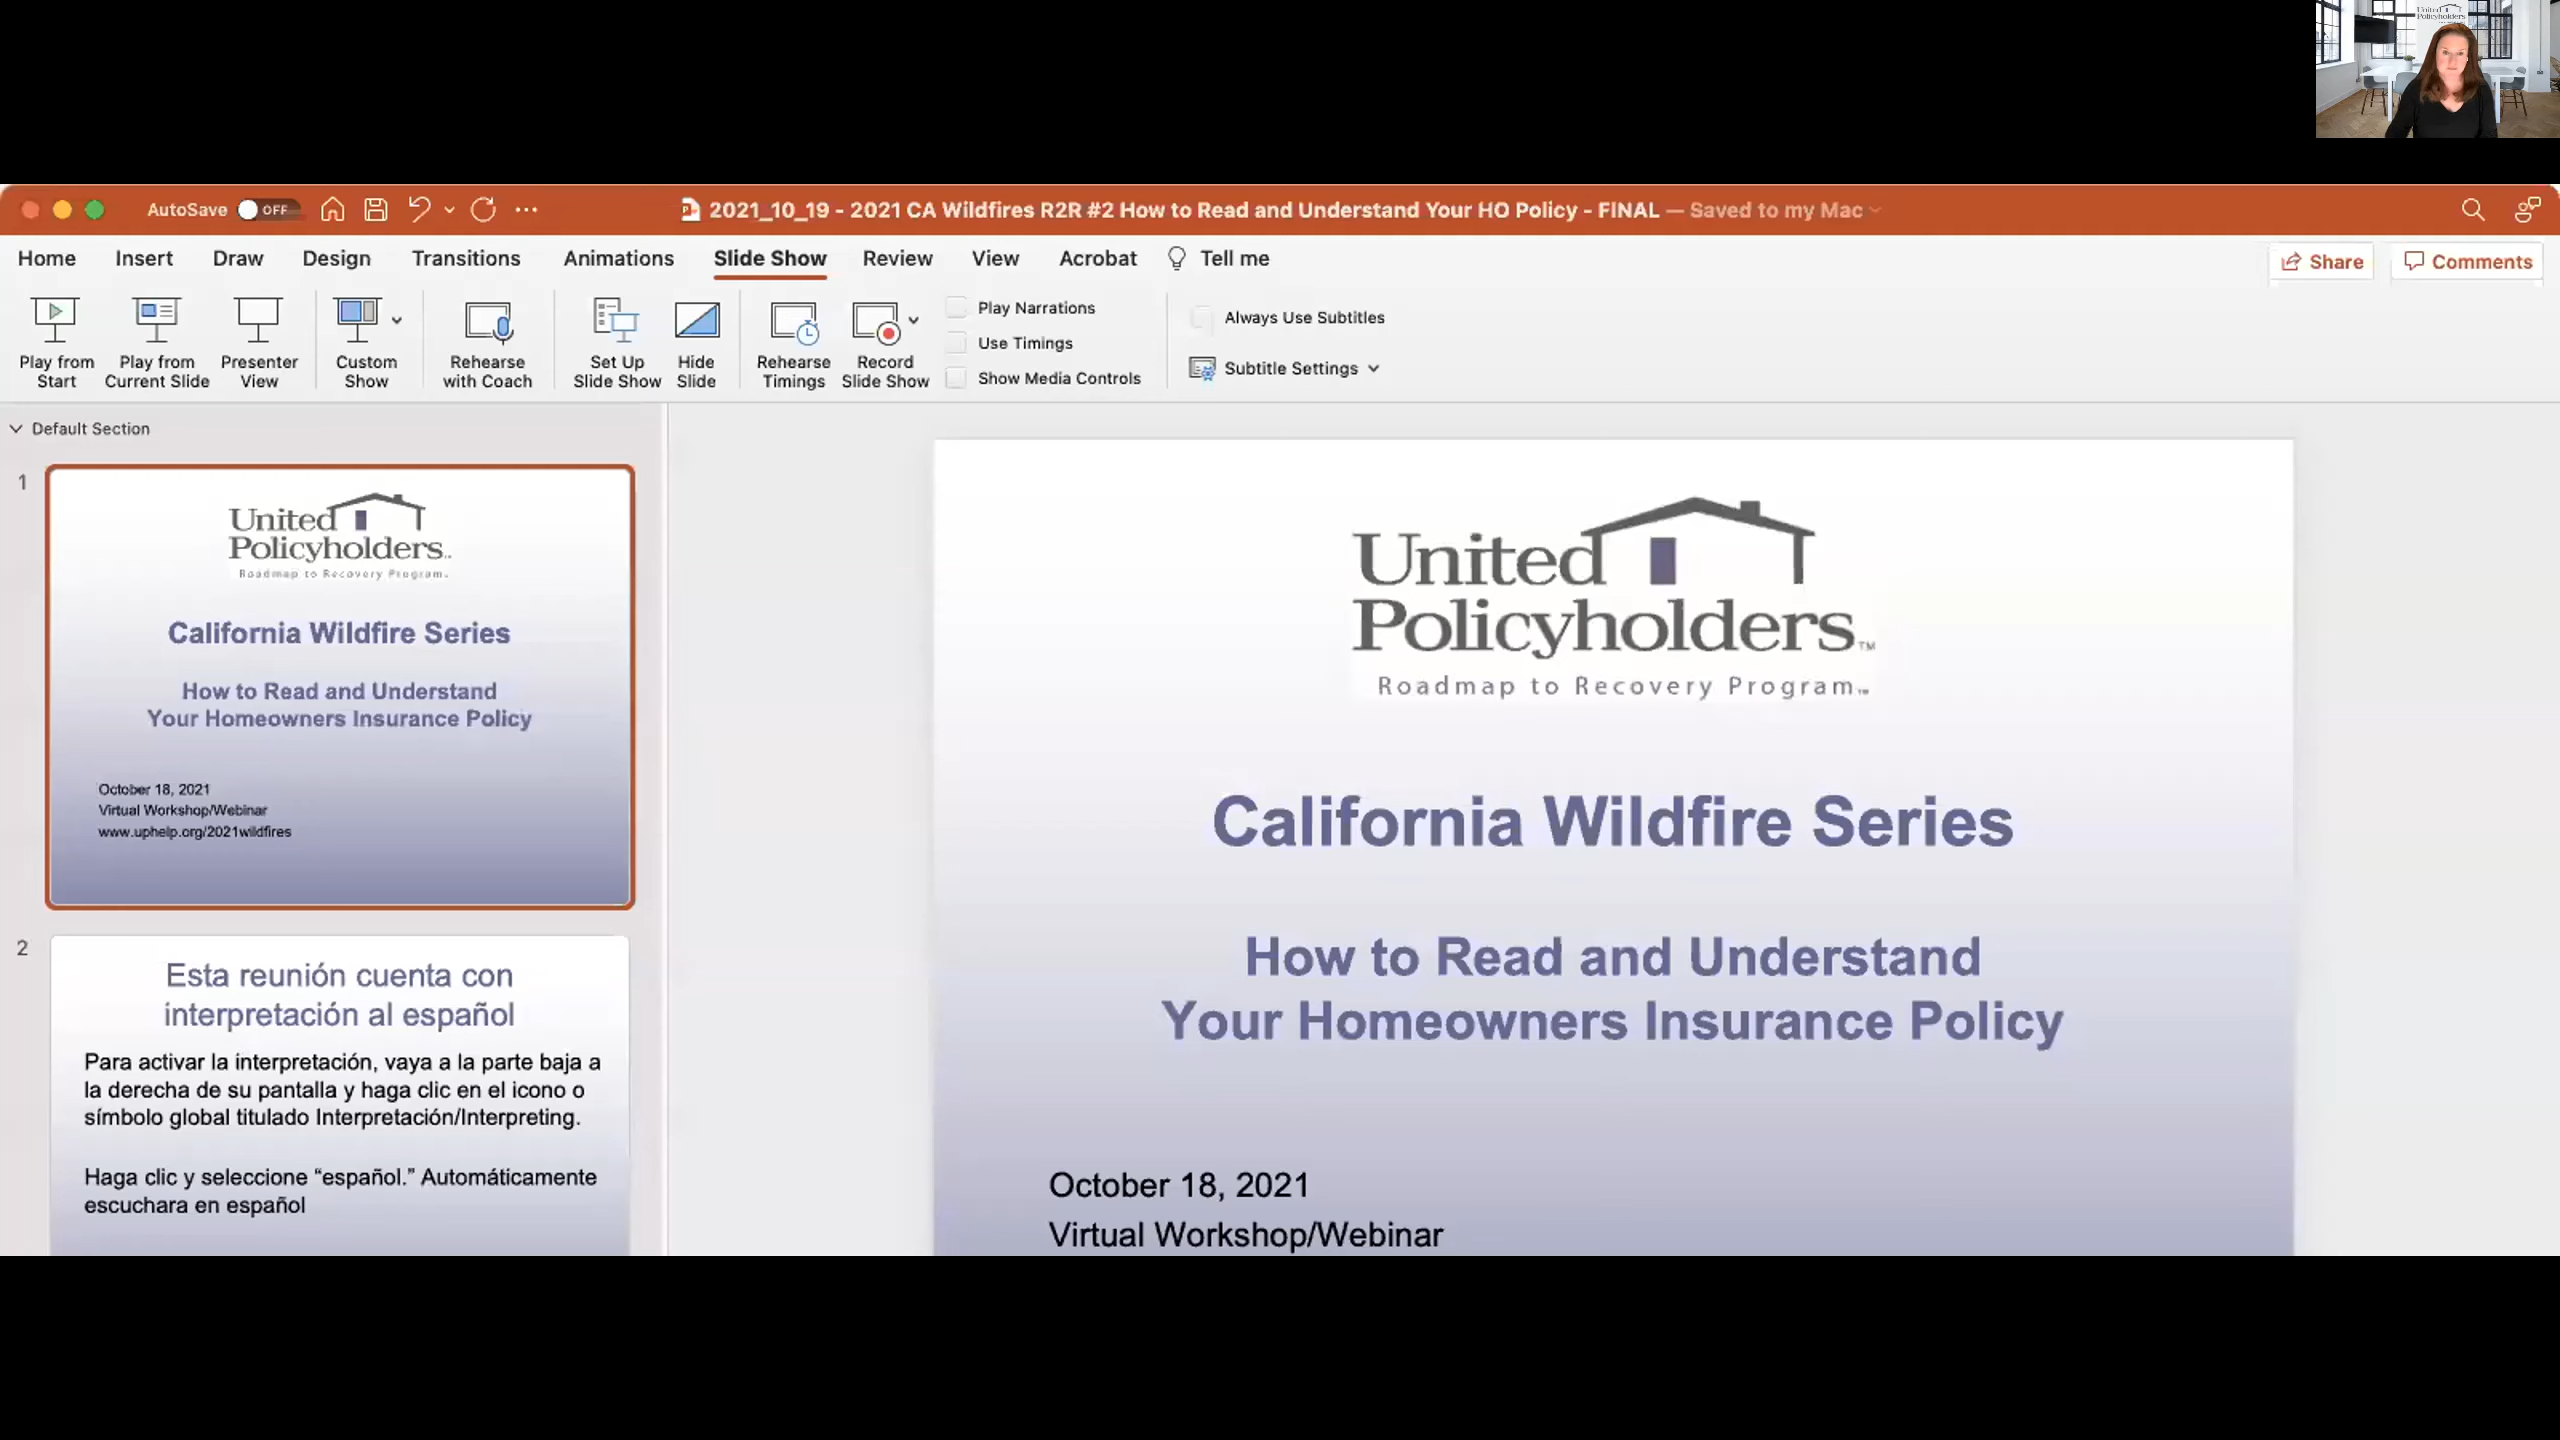 United
Policyholders
AutoSave OFF
2021_10_19 - 2021 CA Wildfires R2R #2 How to Read and Understand Your HO Policy - FINAL — Saved to my Mac
Home Insert Draw Design Transitions Animations Slide Show Review View Acrobat Tell me
Share Comments
Play from Start
Play from Current Slide
Presenter View
Custom Show
Rehearse with Coach
Set Up Slide Show
Hide Slide
Rehearse Timings
Record Slide Show
Play Narrations
Use Timings
Show Media Controls
Always Use Subtitles
Subtitle Settings
Default Section
1
United
Policyholders
Roadmap to Recovery Program
California Wildfire Series
How to Read and Understand
Your Homeowners Insurance Policy
October 18, 2021
Virtual Workshop/Webinar
www.uphelp.org/2021wildfires
2
Esta reunión cuenta con
interpretación al español
Para activar la interpretación, vaya a la parte baja a
la derecha de su pantalla y haga clic en el icono o
símbolo global titulado Interpretación/Interpreting.
Haga clic y seleccione “español.” Automáticamente
escuchara en español
United
Policyholders™
Roadmap to Recovery Program™
California Wildfire Series
How to Read and Understand
Your Homeowners Insurance Policy
October 18, 2021
Virtual Workshop/Webinar